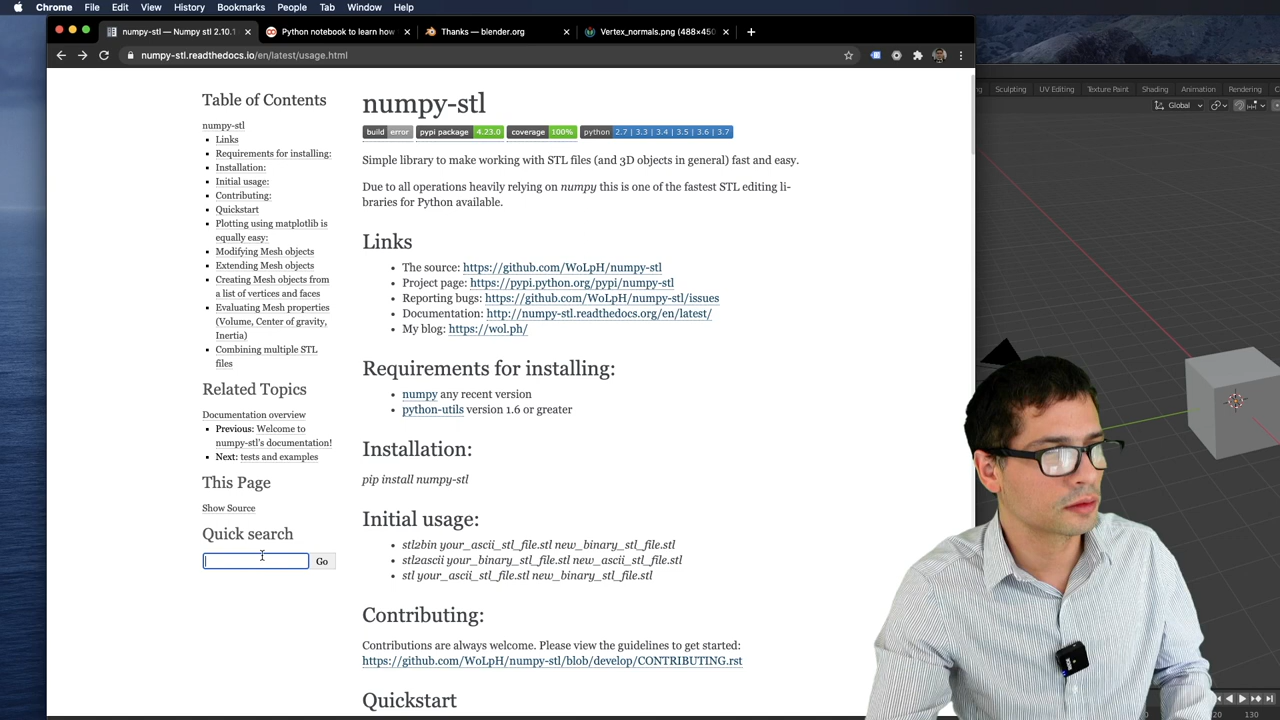 Chrome File Edit View History Bookmarks People Tab Window Help
numpy-stl — Numpy stl 2.10.1
Python notebook to learn how
Thanks — blender.org
Vertex_normals.png (488×450
numpy-stl.readthedocs.io/en/latest/usage.html
Sculpting UV Editing Texture Paint Shading Animation Rendering
Global
Table of Contents
numpy-stl
Links
Requirements for installing:
Installation:
Initial usage:
Contributing:
Quickstart
Plotting using matplotlib is
equally easy:
Modifying Mesh objects
Extending Mesh objects
Creating Mesh objects from
a list of vertices and faces
Evaluating Mesh properties
(Volume, Center of gravity,
Inertia)
Combining multiple STL
files
Related Topics
Documentation overview
Previous: Welcome to
numpy-stl's documentation!
Next: tests and examples
This Page
Show Source
Quick search
Go
numpy-stl
build error pypi package 4.23.0 coverage 100% python 2.7 | 3.3 | 3.4 | 3.5 | 3.6 | 3.7
Simple library to make working with STL files (and 3D objects in general) fast and easy.
Due to all operations heavily relying on numpy this is one of the fastest STL editing li-
braries for Python available.
Links
The source: https://github.com/WoLpH/numpy-stl
Project page: https://pypi.python.org/pypi/numpy-stl
Reporting bugs: https://github.com/WoLpH/numpy-stl/issues
Documentation: http://numpy-stl.readthedocs.org/en/latest/
My blog: https://wol.ph/
Requirements for installing:
numpy any recent version
python-utils version 1.6 or greater
Installation:
pip install numpy-stl
Initial usage:
stl2bin your_ascii_stl_file.stl new_binary_stl_file.stl
stl2ascii your_binary_stl_file.stl new_ascii_stl_file.stl
stl your_ascii_stl_file.stl new_binary_stl_file.stl
Contributing:
Contributions are always welcome. Please view the guidelines to get started:
https://github.com/WoLpH/numpy-stl/blob/develop/CONTRIBUTING.rst
Quickstart
120 130